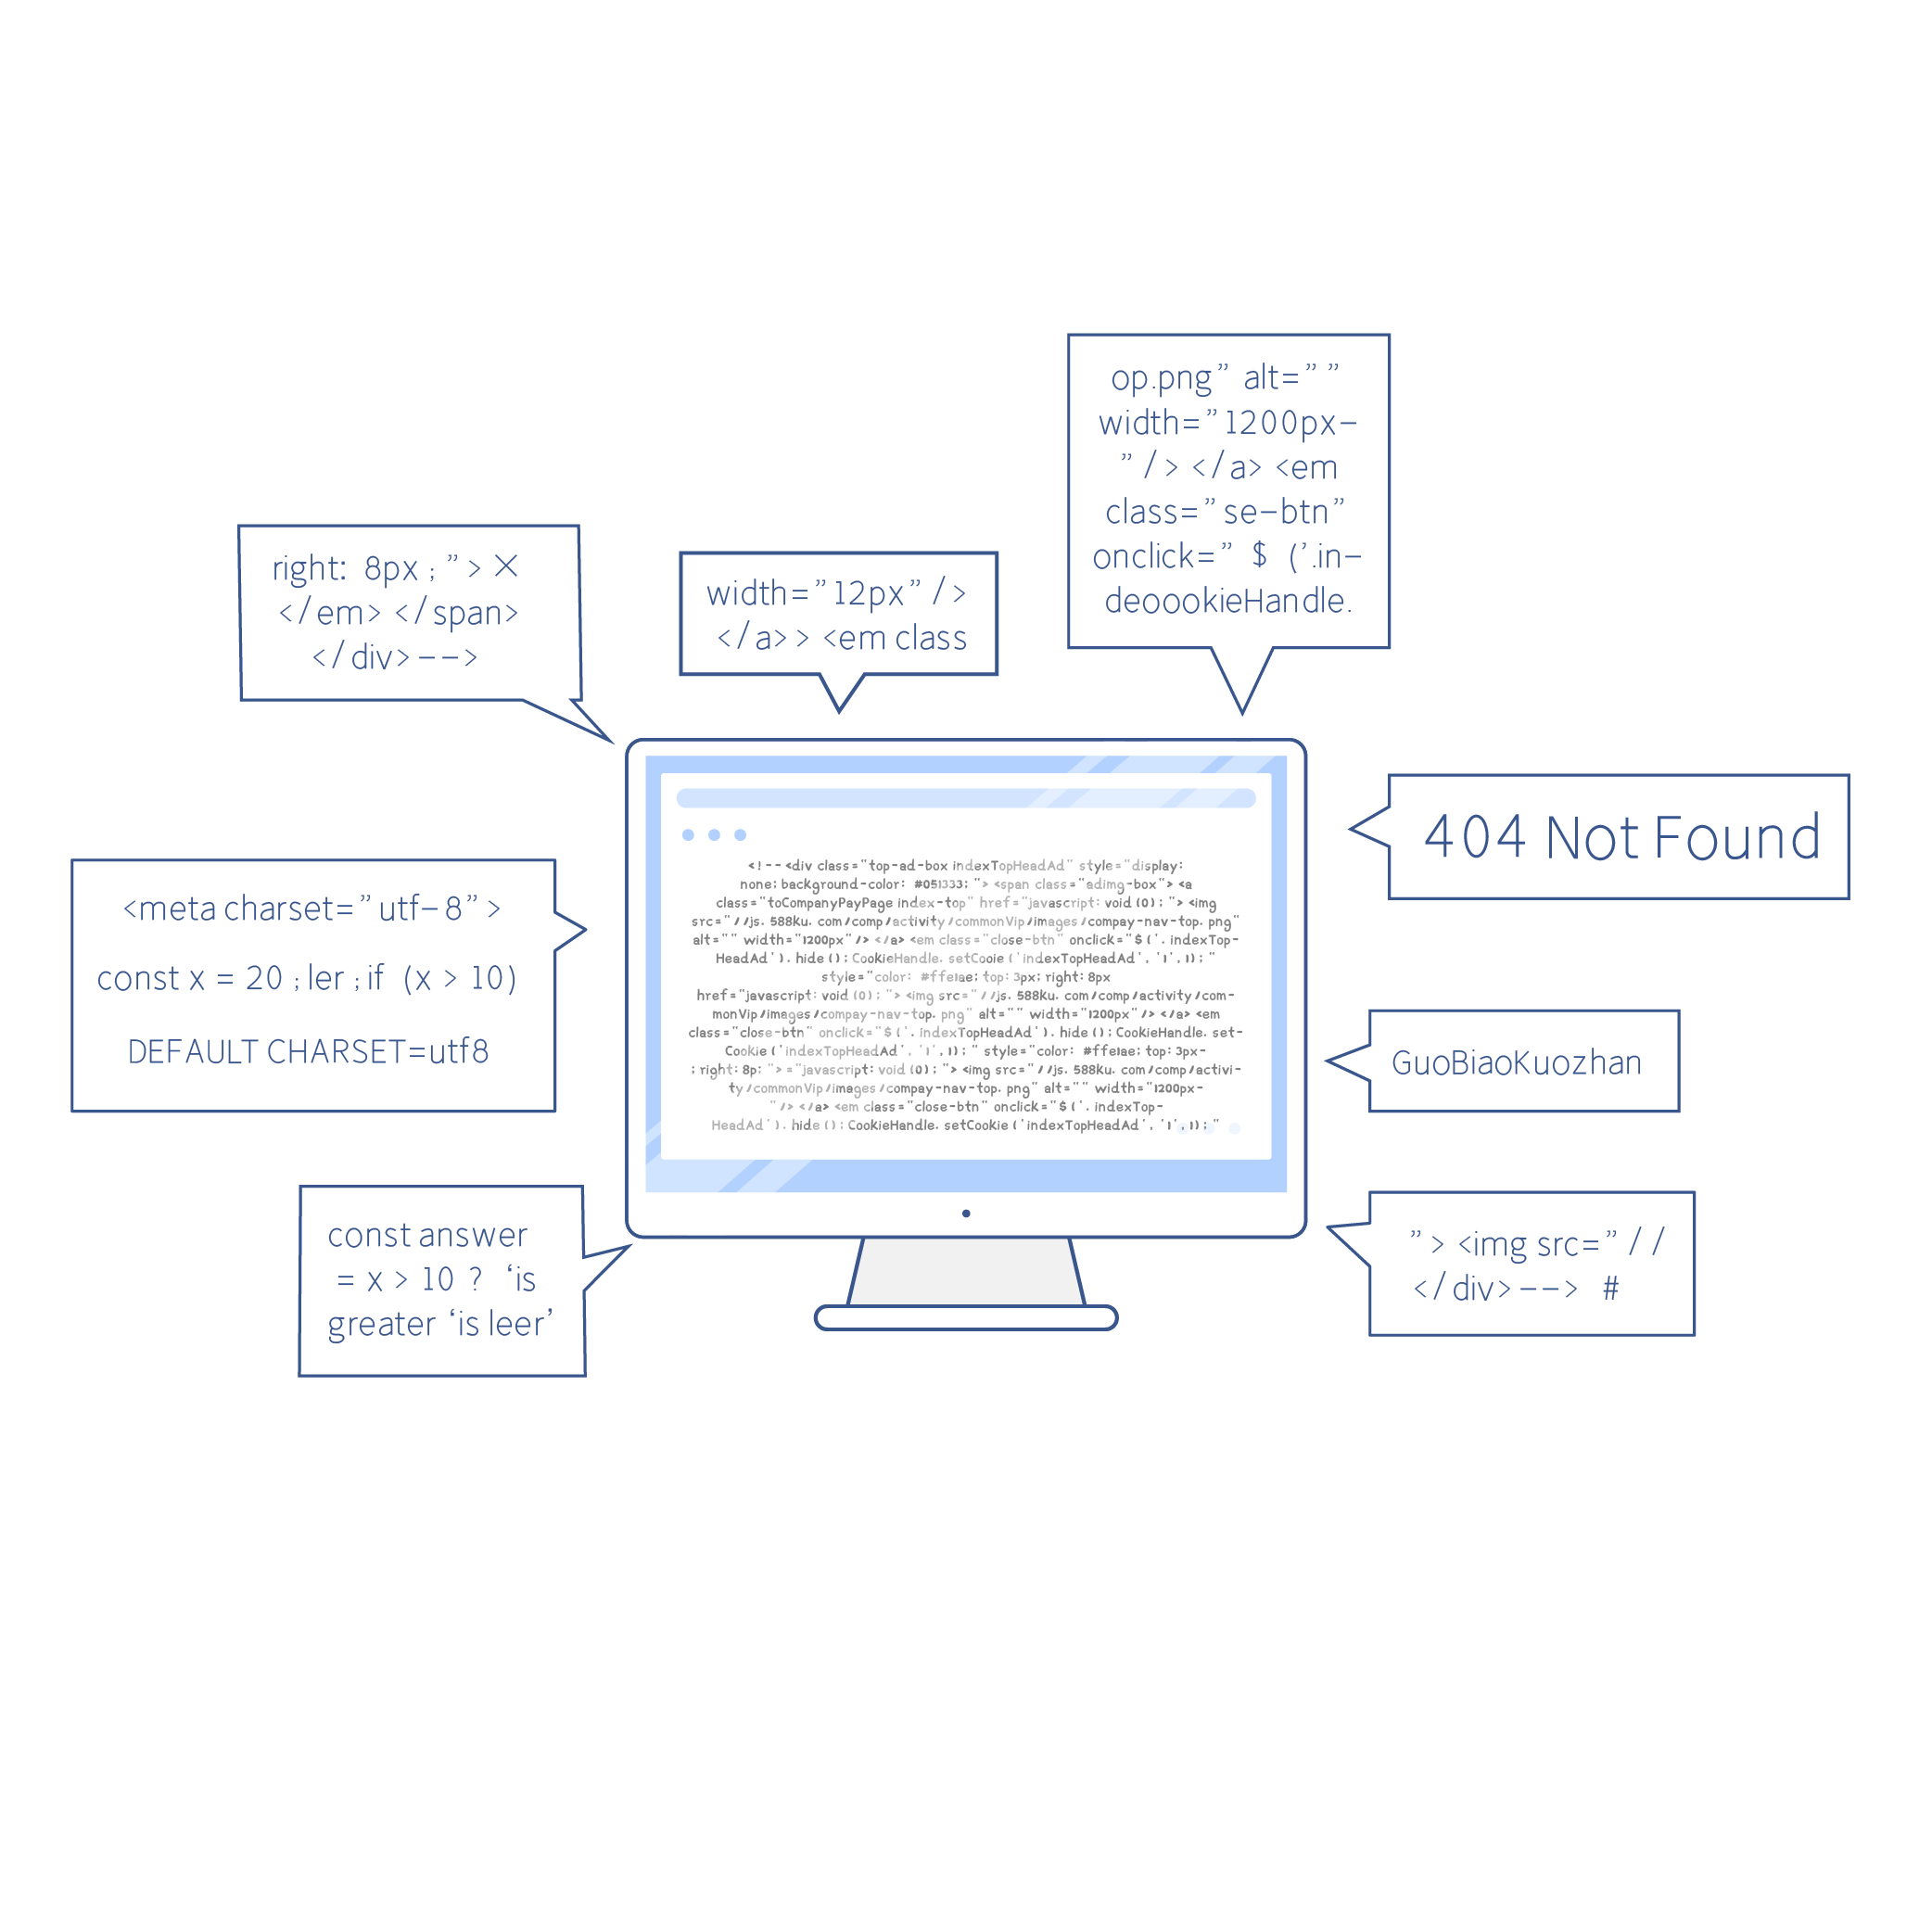 op.png” alt=” ”
width=”1200px-
” / > </a> <em
class=”se-btn”
onclick=” $ (’.in-
deoookieHandle.
right: 8px ; ” > ×
</em> </span>
</div>-->
width=”12px” / >
</a> > <em class
404 Not Found
<meta charset=”utf-8” >
const x = 20 ; ler ; if (x > 10)
DEFAULT CHARSET=utf8
<!--<div class="top-ad-box indexTopHeadAd" style="display:
none; background-color: #051333; "> <span class="adimg-box"> <a
class="toCompanyPayPage index-top" href="javascript: void (0) ; "> <img
src="//js. 588ku. com/comp/activity/commonVip/images/compay-nav-top. png"
alt="" width="1200px" /> </a> <em class="close-btn" onclick="$ ('. indexTop-
HeadAd '). hide () ; CookieHandle. setCooie ('indexTopHeadAd', '1', 1); "
style="color: #ffe1ae; top: 3px; right: 8px
href="javascript: void (0) ; "> <img src="//js. 588ku. com/comp/activity/com-
monVip/images/compay-nav-top. png" alt="" width="1200px" /> </a> <em
class="close-btn" onclick="$ ('. indexTopHeadAd '). hide () ; CookieHandle. set-
Cookie ('indexTopHeadAd', '1', 1); " style="color: #ffe1ae; top: 3px-
; right: 8p; "> ="javascript: void (0) ; "> <img src="//js. 588ku. com/comp/activi-
ty/commonVip/images/compay-nav-top. png" alt="" width="1200px-
" /> </a> <em class="close-btn" onclick="$ ('. indexTop-
HeadAd '). hide () ; CookieHandle. setCookie ('indexTopHeadAd', '1', 1); "
GuoBiaoKuozhan
const answer
= x > 10 ? ‘is
greater ‘is leer’
” > <img src=” / /
</div>--> #